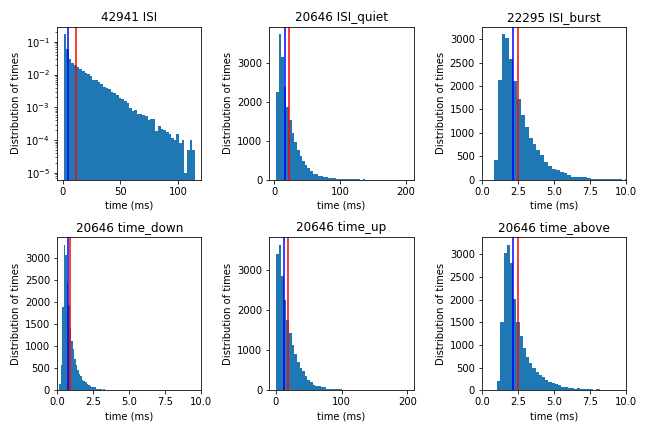 42941 ISI
20646 ISI_quiet
22295 ISI_burst
Distribution of times
10⁻¹
10⁻²
10⁻³
10⁻⁴
10⁻⁵
0 50 100
time (ms)
Distribution of times
3000
2000
1000
0
0 100 200
time (ms)
Distribution of times
3000
2500
2000
1500
1000
500
0
0.0 2.5 5.0 7.5 10.0
time (ms)
20646 time_down
20646 time_up
20646 time_above
Distribution of times
3000
2500
2000
1500
1000
500
0
0.0 2.5 5.0 7.5 10.0
time (ms)
Distribution of times
3000
2000
1000
0
0 100 200
time (ms)
Distribution of times
3000
2500
2000
1500
1000
500
0
0.0 2.5 5.0 7.5 10.0
time (ms)